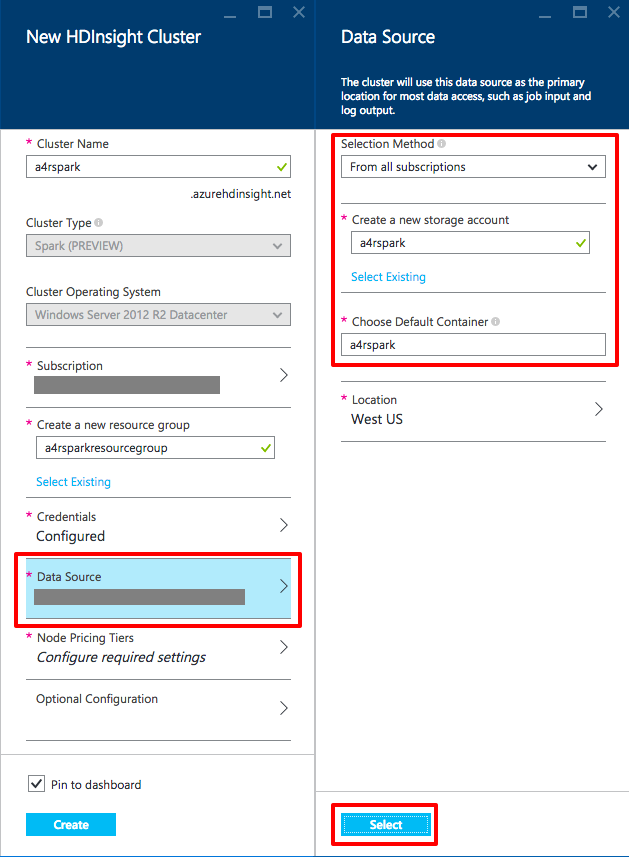 New HDInsight Cluster
* Cluster Name
a4rspark
.azurehdinsight.net
Cluster Type
Spark (PREVIEW)
Cluster Operating System
Windows Server 2012 R2 Datacenter
* Subscription
* Create a new resource group
a4rsparkresourcegroup
Select Existing
* Credentials
Configured
* Data Source
* Node Pricing Tiers
Configure required settings
Optional Configuration
Pin to dashboard
Create
Data Source
The cluster will use this data source as the primary
location for most data access, such as job input and
log output.
Selection Method
From all subscriptions
* Create a new storage account
a4rspark
Select Existing
* Choose Default Container
a4rspark
* Location
West US
Select